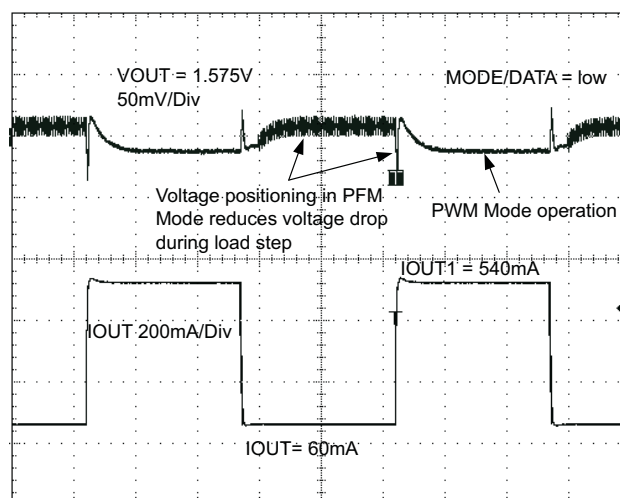 VOUT = 1.575V
50mV/Div
MODE/DATA = low
Voltage positioning in PFM
Mode reduces voltage drop
during load step
PWM Mode operation
IOUT1 = 540mA
IOUT 200mA/Div
IOUT= 60mA